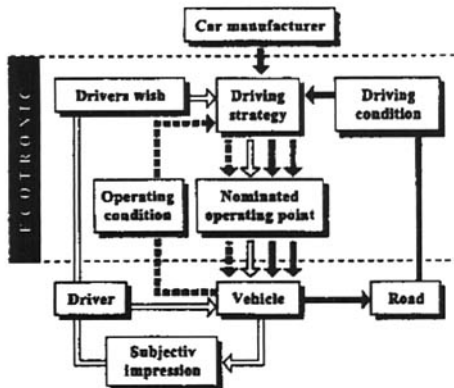 Car manufacturer
ECOTRONIC
Drivers wish
Driving
strategy
Driving
condition
Operating
condition
Nominated
operating point
Driver
Vehicle
Road
Subjectiv
impression